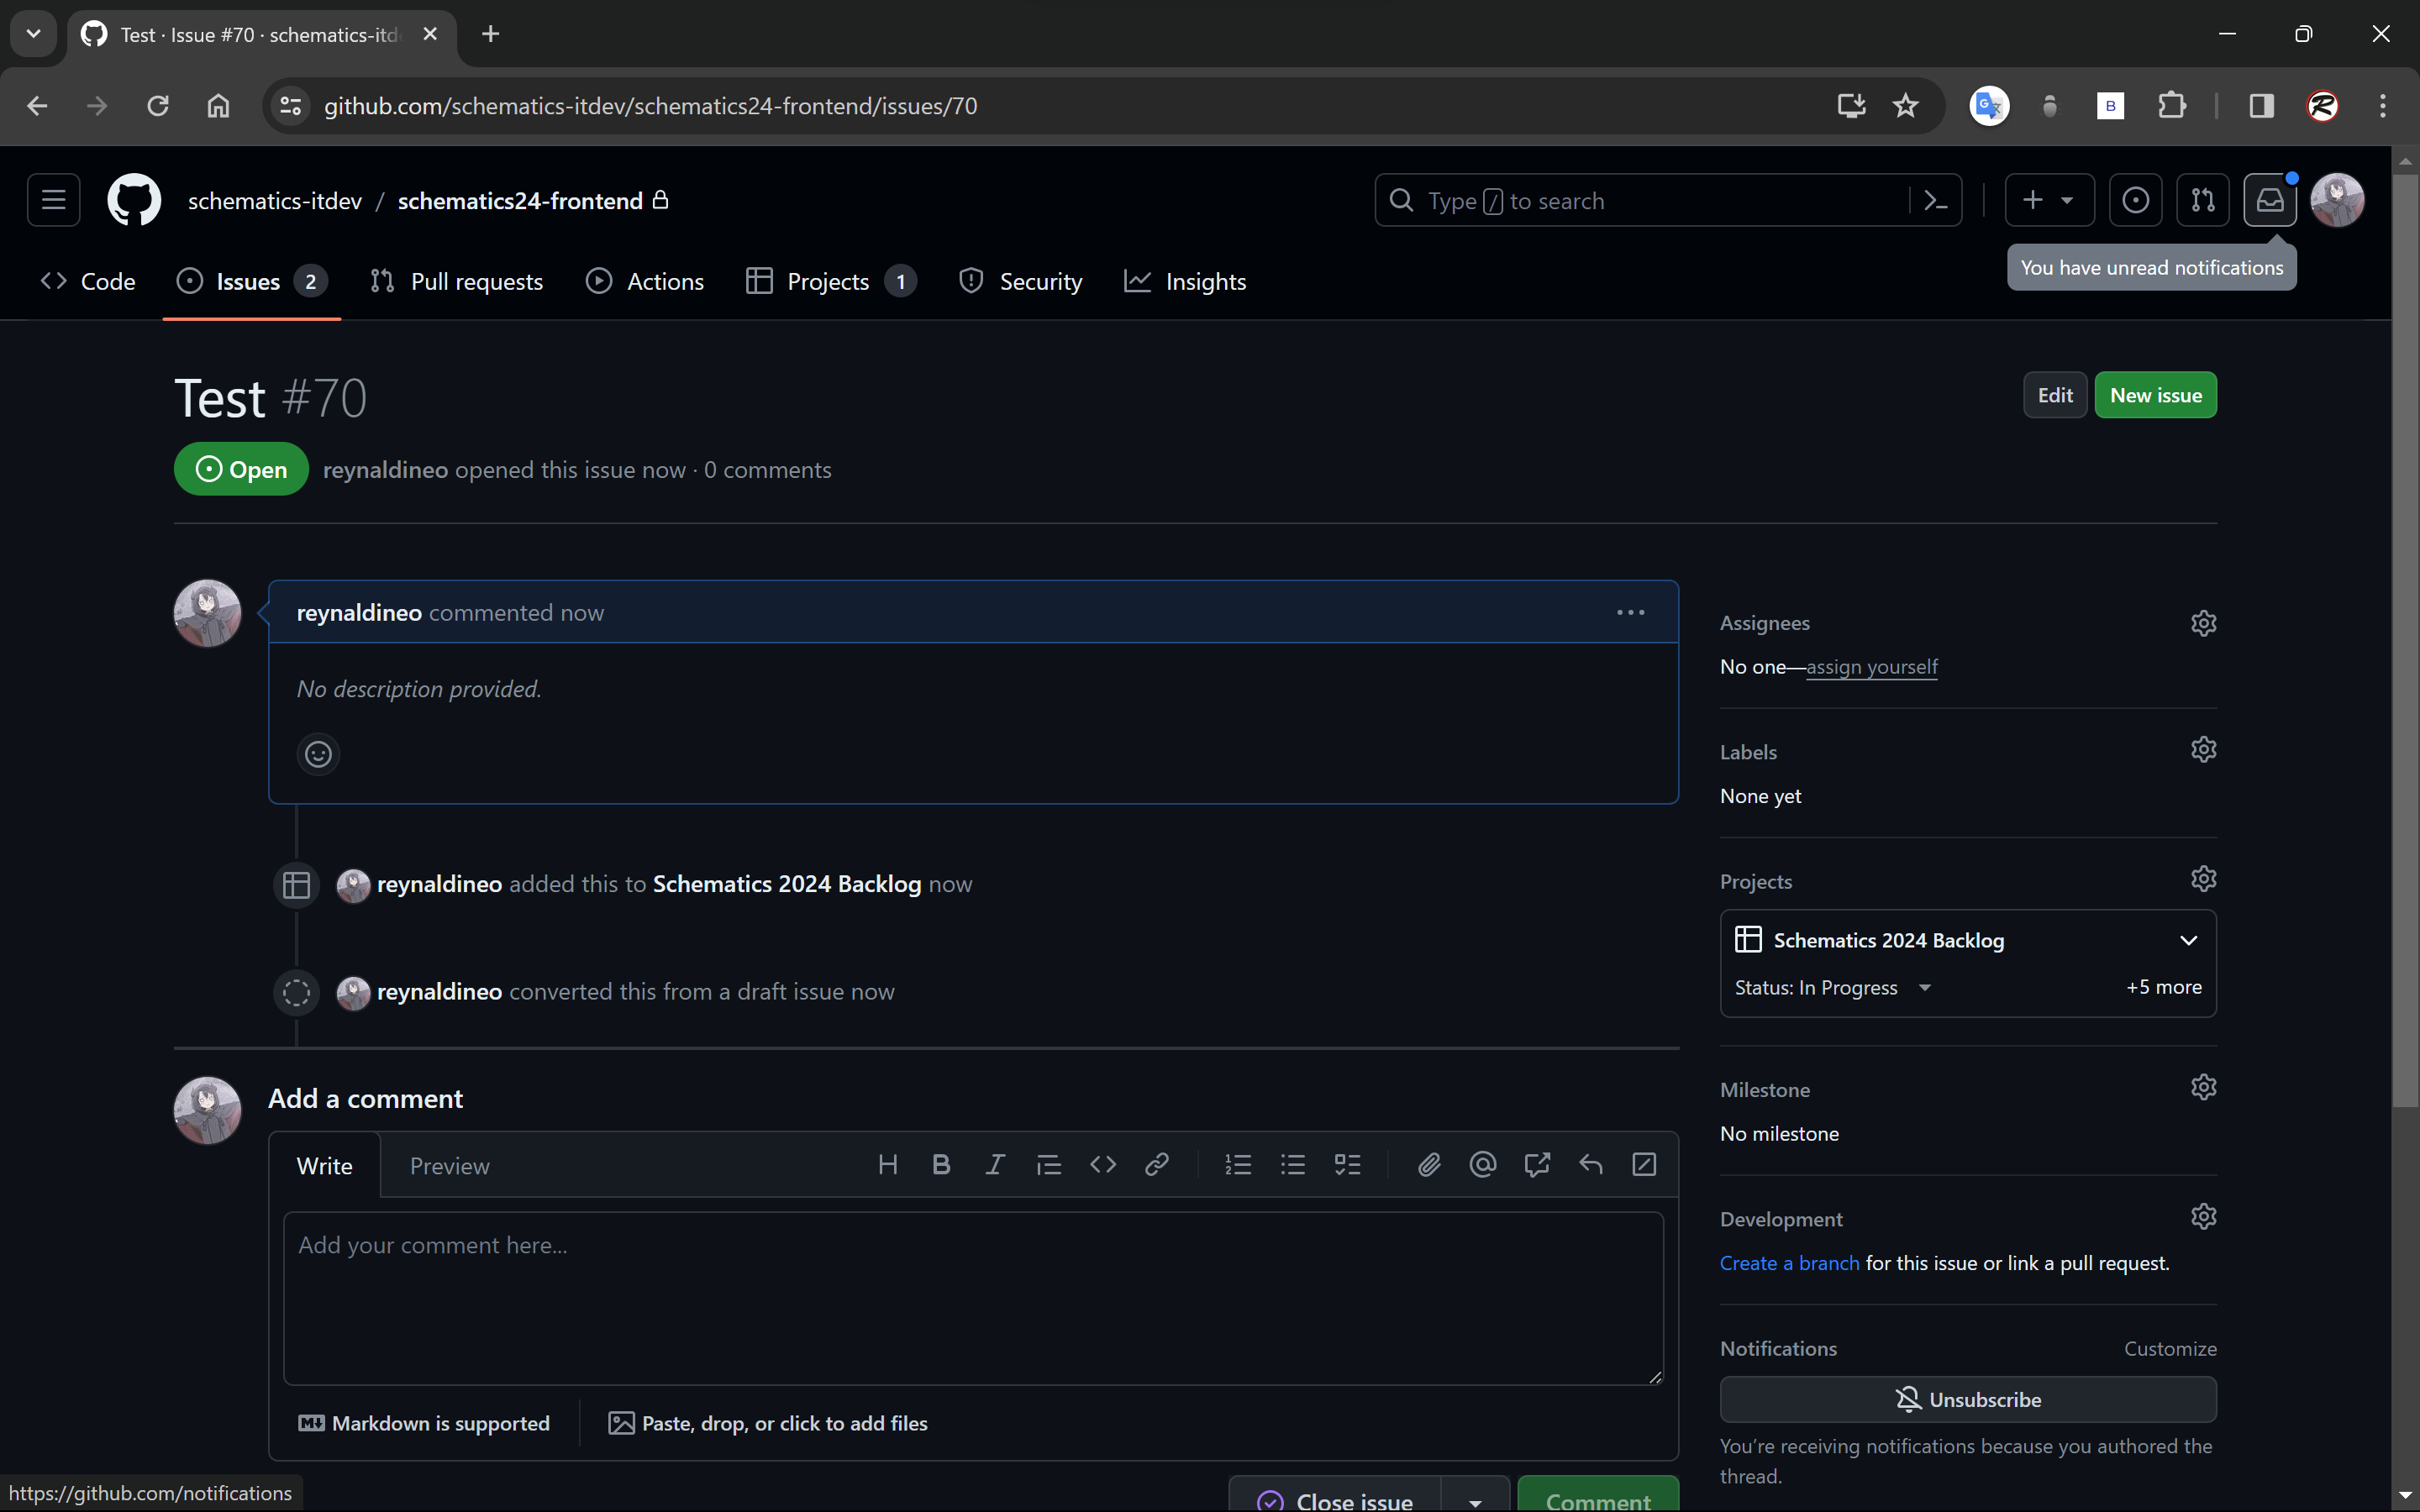 Test · Issue #70 · schematics-itd
github.com/schematics-itdev/schematics24-frontend/issues/70
schematics-itdev / schematics24-frontend
Type / to search
You have unread notifications
Code
Issues 2
Pull requests
Actions
Projects 1
Security
Insights
Test #70
Edit
New issue
Open
reynaldineo opened this issue now · 0 comments
reynaldineo commented now
No description provided.
reynaldineo added this to Schematics 2024 Backlog now
reynaldineo converted this from a draft issue now
Add a comment
Write
Preview
Add your comment here...
Markdown is supported
Paste, drop, or click to add files
Close issue
Comment
Assignees
No one—assign yourself
Labels
None yet
Projects
Schematics 2024 Backlog
Status: In Progress
+5 more
Milestone
No milestone
Development
Create a branch for this issue or link a pull request.
Notifications
Customize
Unsubscribe
You're receiving notifications because you authored the
thread.
https://github.com/notifications